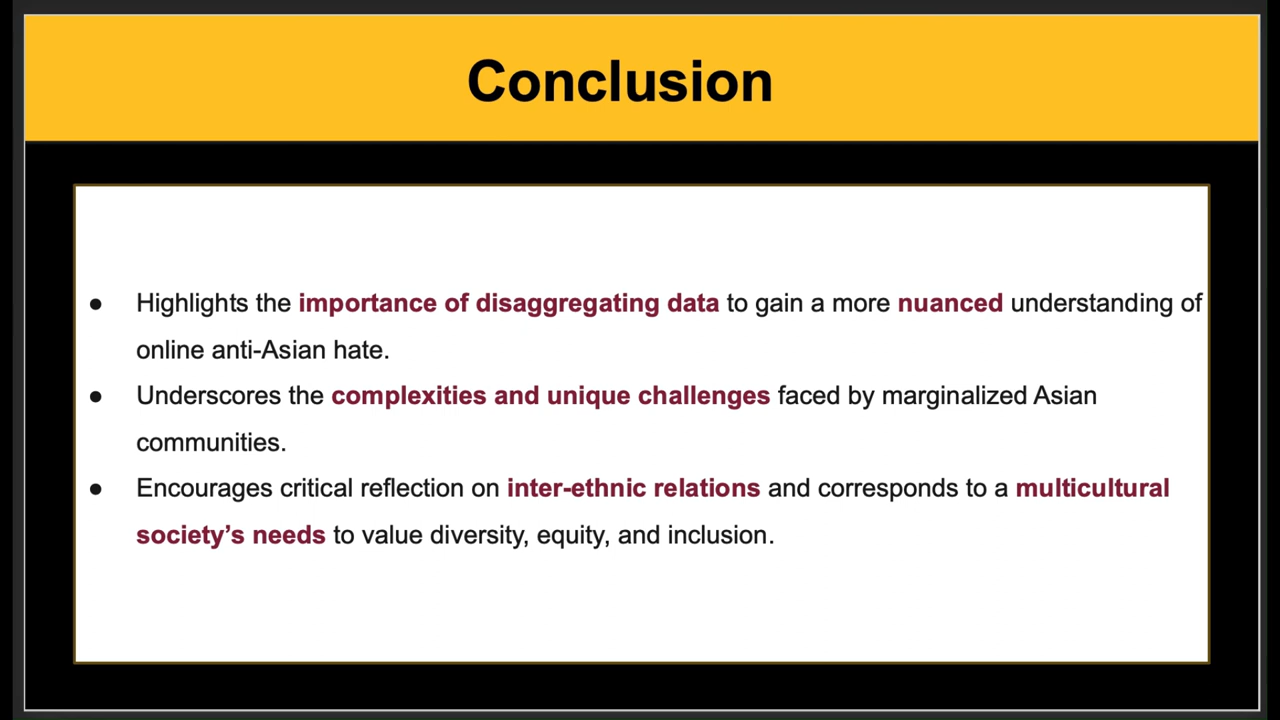 Conclusion
● Highlights the importance of disaggregating data to gain a more nuanced understanding of
online anti-Asian hate.
● Underscores the complexities and unique challenges faced by marginalized Asian
communities.
● Encourages critical reflection on inter-ethnic relations and corresponds to a multicultural
society’s needs to value diversity, equity, and inclusion.